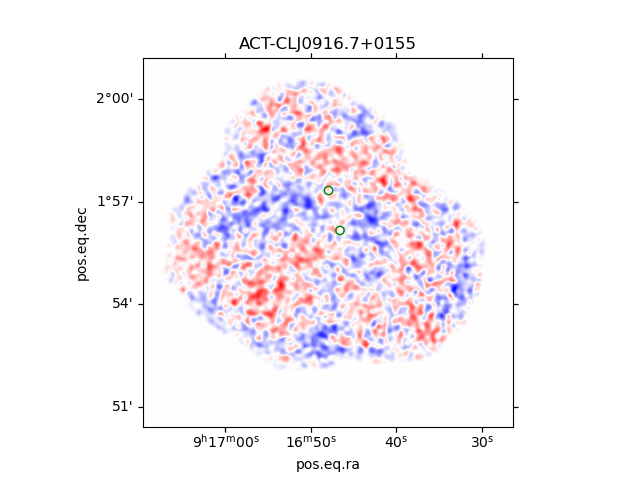 ACT-CLJ0916.7+0155
2°00'
1°57'
54'
51'
pos.eq.dec
9ʰ17ᵐ00ˢ 16ᵐ50ˢ 40ˢ 30ˢ
pos.eq.ra